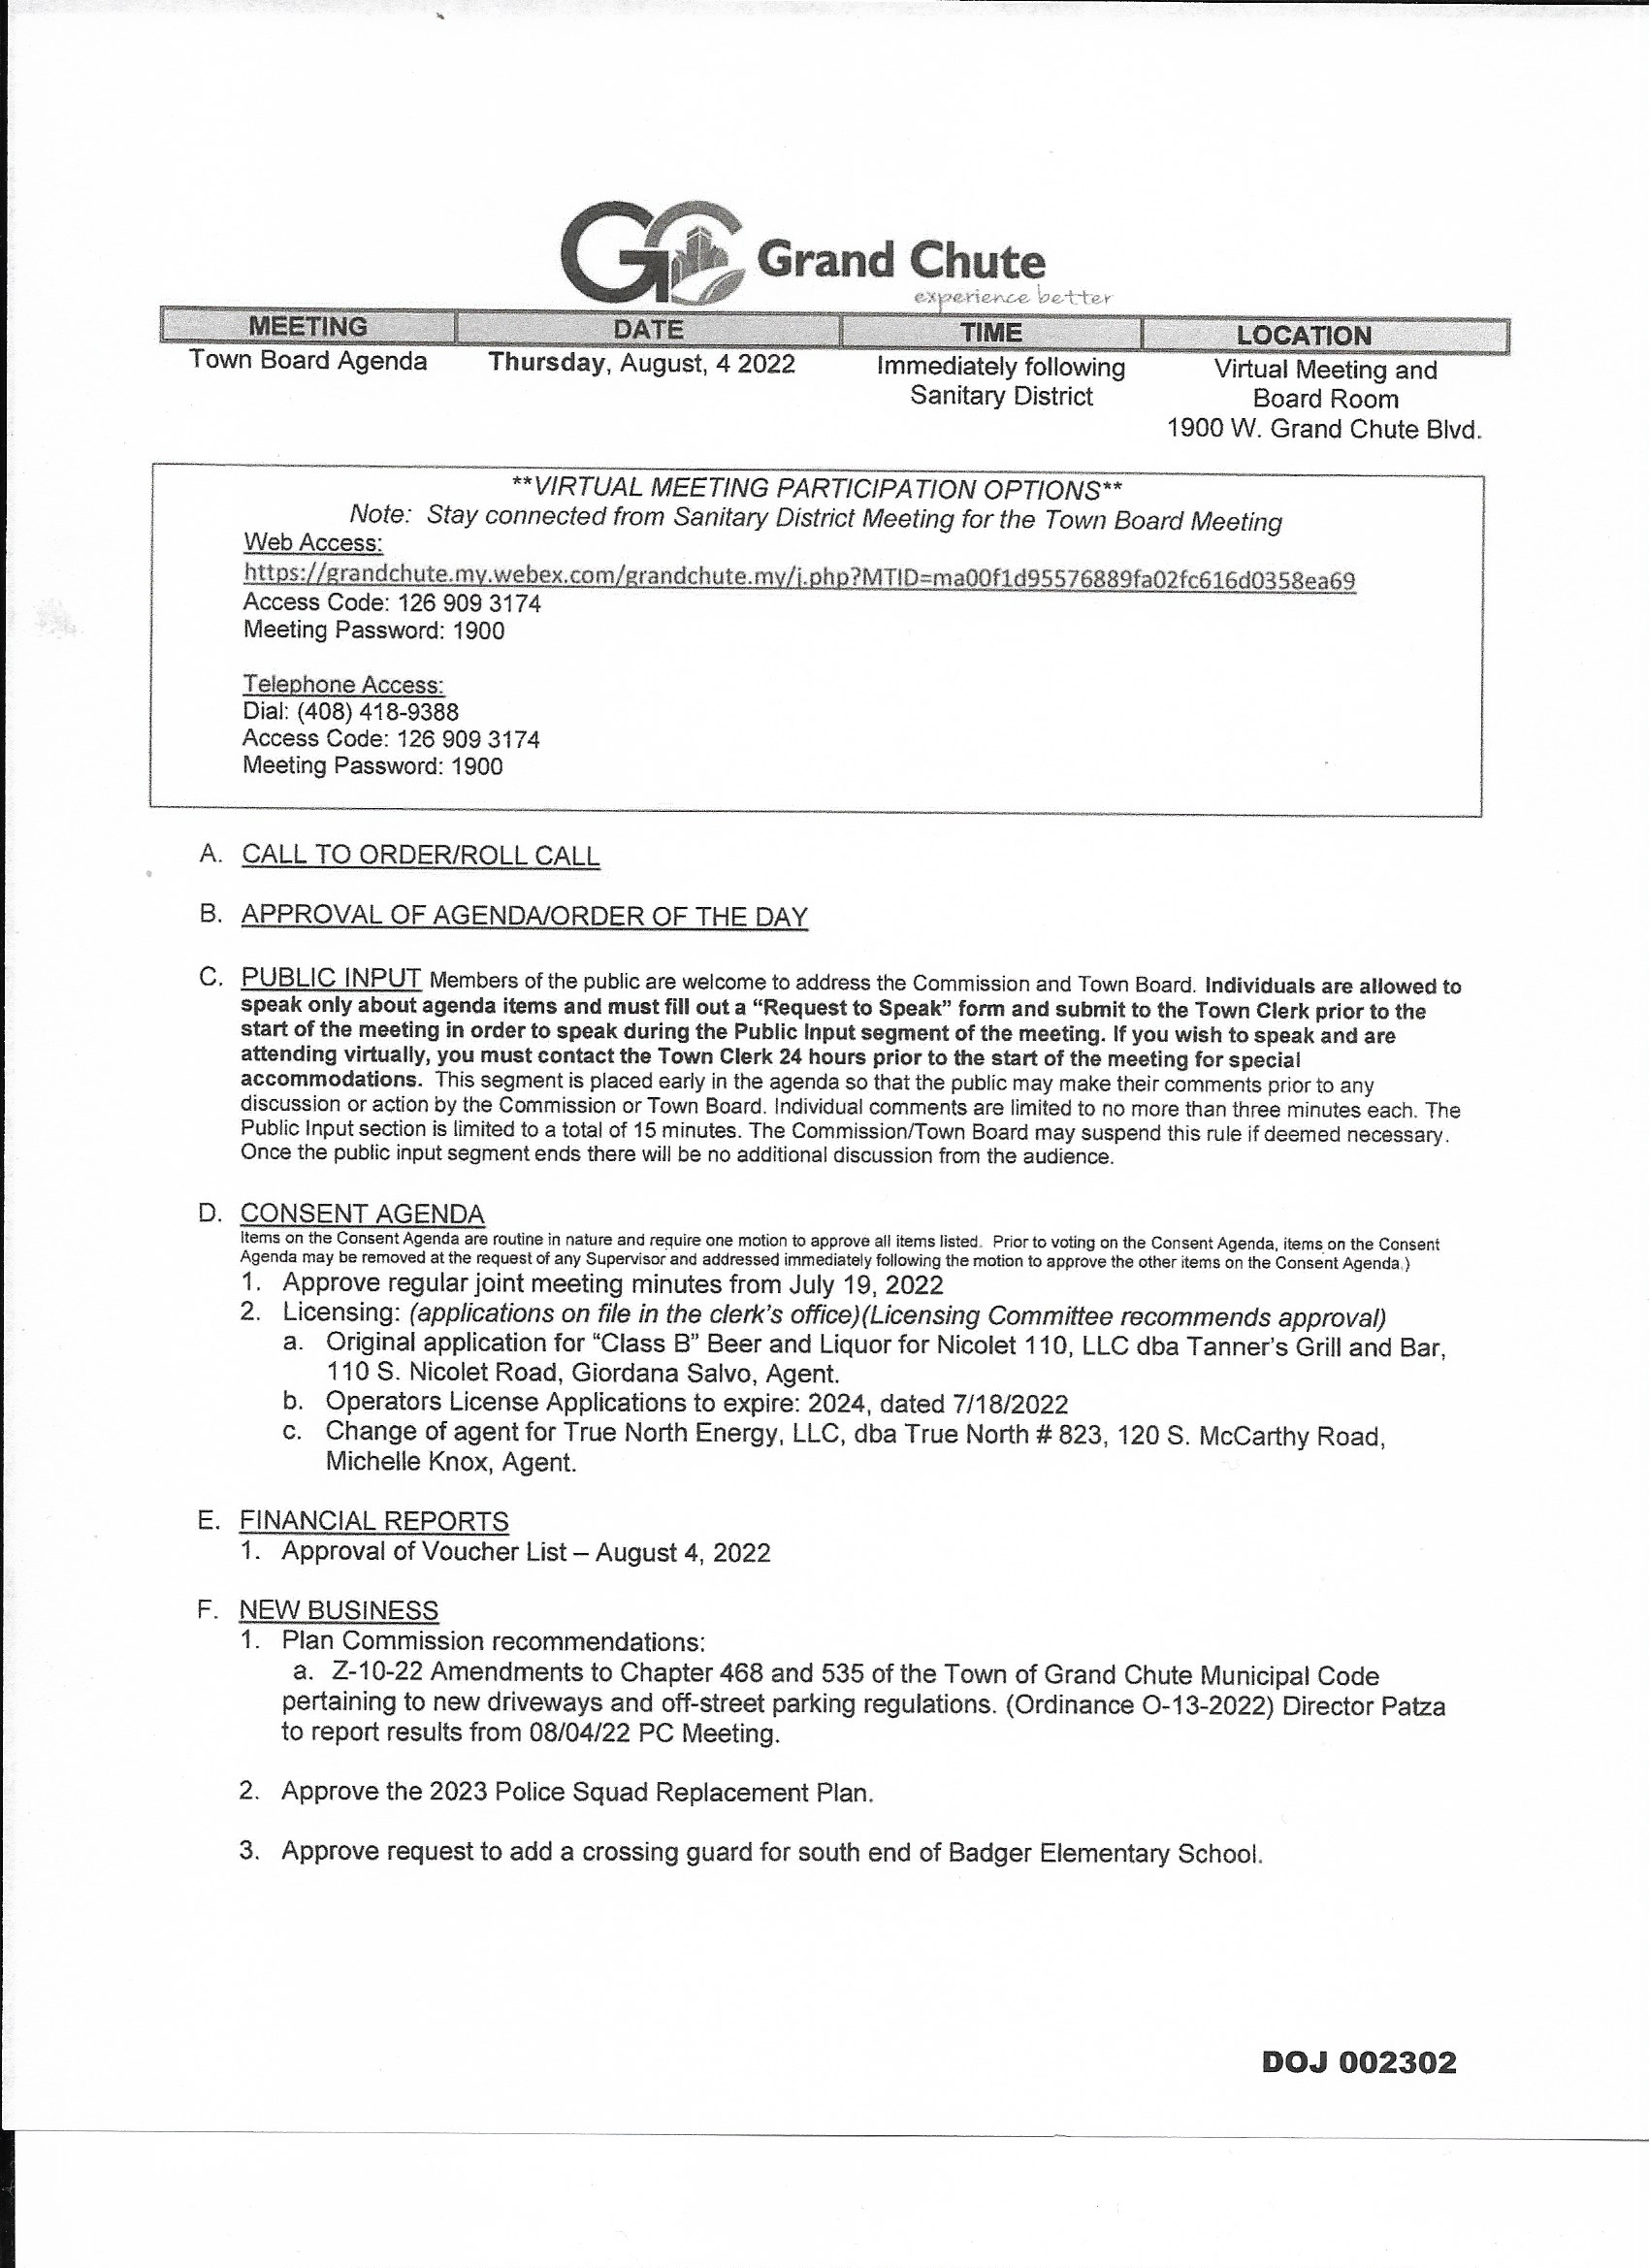 GC Grand Chute
experience better
MEETING DATE TIME LOCATION
Town Board Agenda Thursday, August, 4 2022 Immediately following Virtual Meeting and
Sanitary District Board Room
1900 W. Grand Chute Blvd.
**VIRTUAL MEETING PARTICIPATION OPTIONS**
Note: Stay connected from Sanitary District Meeting for the Town Board Meeting
Web Access:
https://grandchute.my.webex.com/grandchute.my/j.php?MTID=ma00f1d95576889fa02fc616d0358ea69
Access Code: 126 909 3174
Meeting Password: 1900
Telephone Access:
Dial: (408) 418-9388
Access Code: 126 909 3174
Meeting Password: 1900
A. CALL TO ORDER/ROLL CALL
B. APPROVAL OF AGENDA/ORDER OF THE DAY
C. PUBLIC INPUT Members of the public are welcome to address the Commission and Town Board. Individuals are allowed to
speak only about agenda items and must fill out a “Request to Speak” form and submit to the Town Clerk prior to the
start of the meeting in order to speak during the Public Input segment of the meeting. If you wish to speak and are
attending virtually, you must contact the Town Clerk 24 hours prior to the start of the meeting for special
accommodations. This segment is placed early in the agenda so that the public may make their comments prior to any
discussion or action by the Commission or Town Board. Individual comments are limited to no more than three minutes each. The
Public Input section is limited to a total of 15 minutes. The Commission/Town Board may suspend this rule if deemed necessary.
Once the public input segment ends there will be no additional discussion from the audience.
D. CONSENT AGENDA
Items on the Consent Agenda are routine in nature and require one motion to approve all items listed. Prior to voting on the Consent Agenda, items on the Consent
Agenda may be removed at the request of any Supervisor and addressed immediately following the motion to approve the other items on the Consent Agenda.)
1. Approve regular joint meeting minutes from July 19, 2022
2. Licensing: (applications on file in the clerk’s office)(Licensing Committee recommends approval)
a. Original application for “Class B” Beer and Liquor for Nicolet 110, LLC dba Tanner’s Grill and Bar,
110 S. Nicolet Road, Giordana Salvo, Agent.
b. Operators License Applications to expire: 2024, dated 7/18/2022
c. Change of agent for True North Energy, LLC, dba True North # 823, 120 S. McCarthy Road,
Michelle Knox, Agent.
E. FINANCIAL REPORTS
1. Approval of Voucher List – August 4, 2022
F. NEW BUSINESS
1. Plan Commission recommendations:
a. Z-10-22 Amendments to Chapter 468 and 535 of the Town of Grand Chute Municipal Code
pertaining to new driveways and off-street parking regulations. (Ordinance O-13-2022) Director Patza
to report results from 08/04/22 PC Meeting.
2. Approve the 2023 Police Squad Replacement Plan.
3. Approve request to add a crossing guard for south end of Badger Elementary School.
DOJ 002302